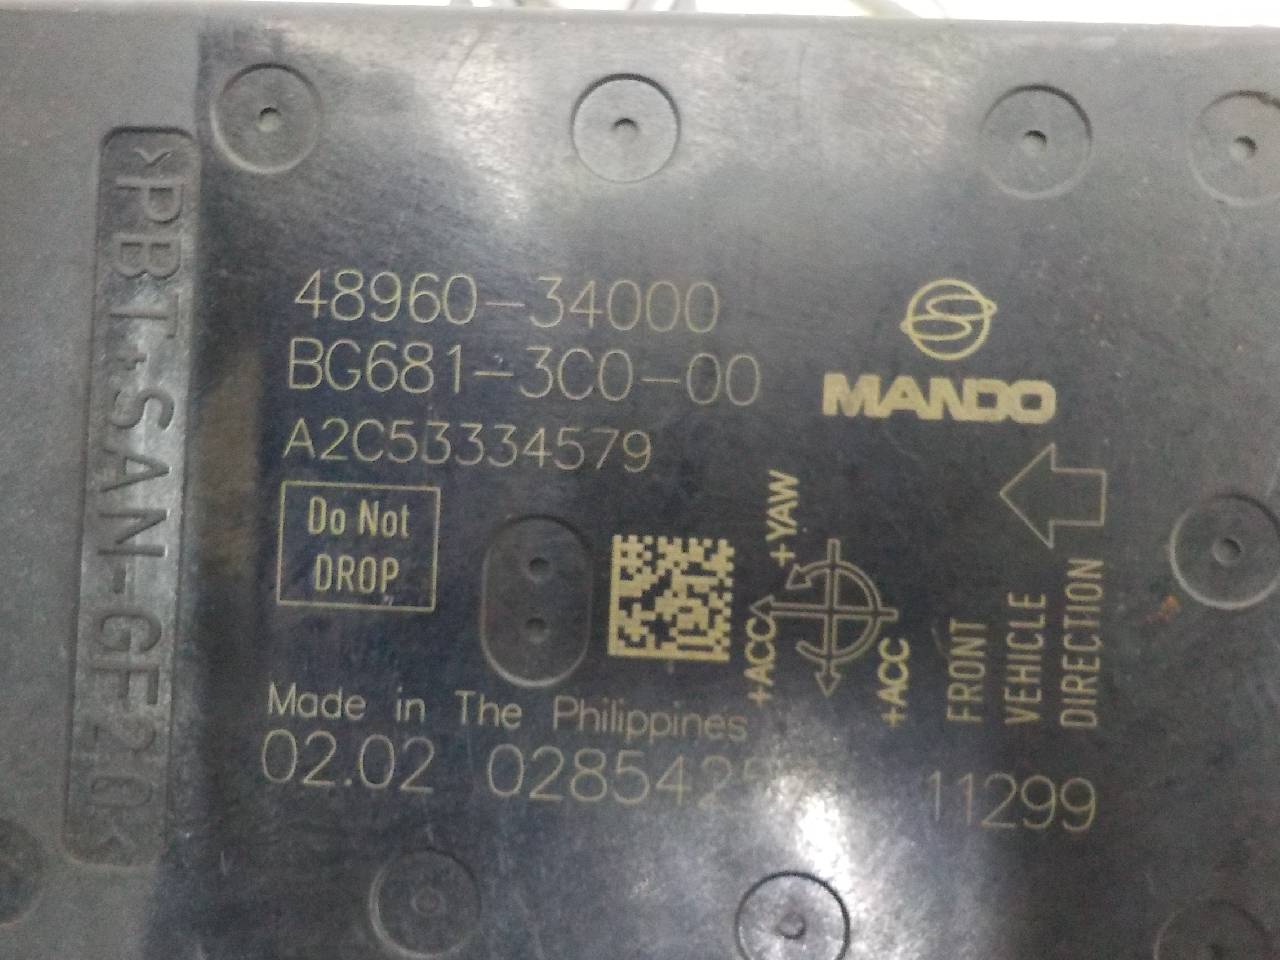 >PBT+SAN-GF20<
48960-34000
BG681-3C0-00
A2C53334579
MANDO
Do Not
DROP
+YAW
+ACC
+ACC
FRONT
VEHICLE
DIRECTION
Made in The Philippines
02.02 11299